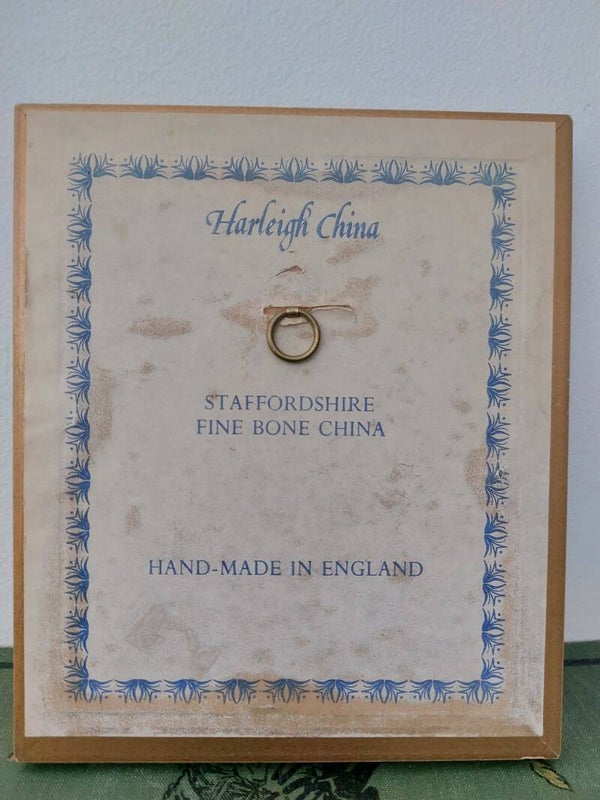 Harleigh China
STAFFORDSHIRE
FINE BONE CHINA
HAND-MADE IN ENGLAND